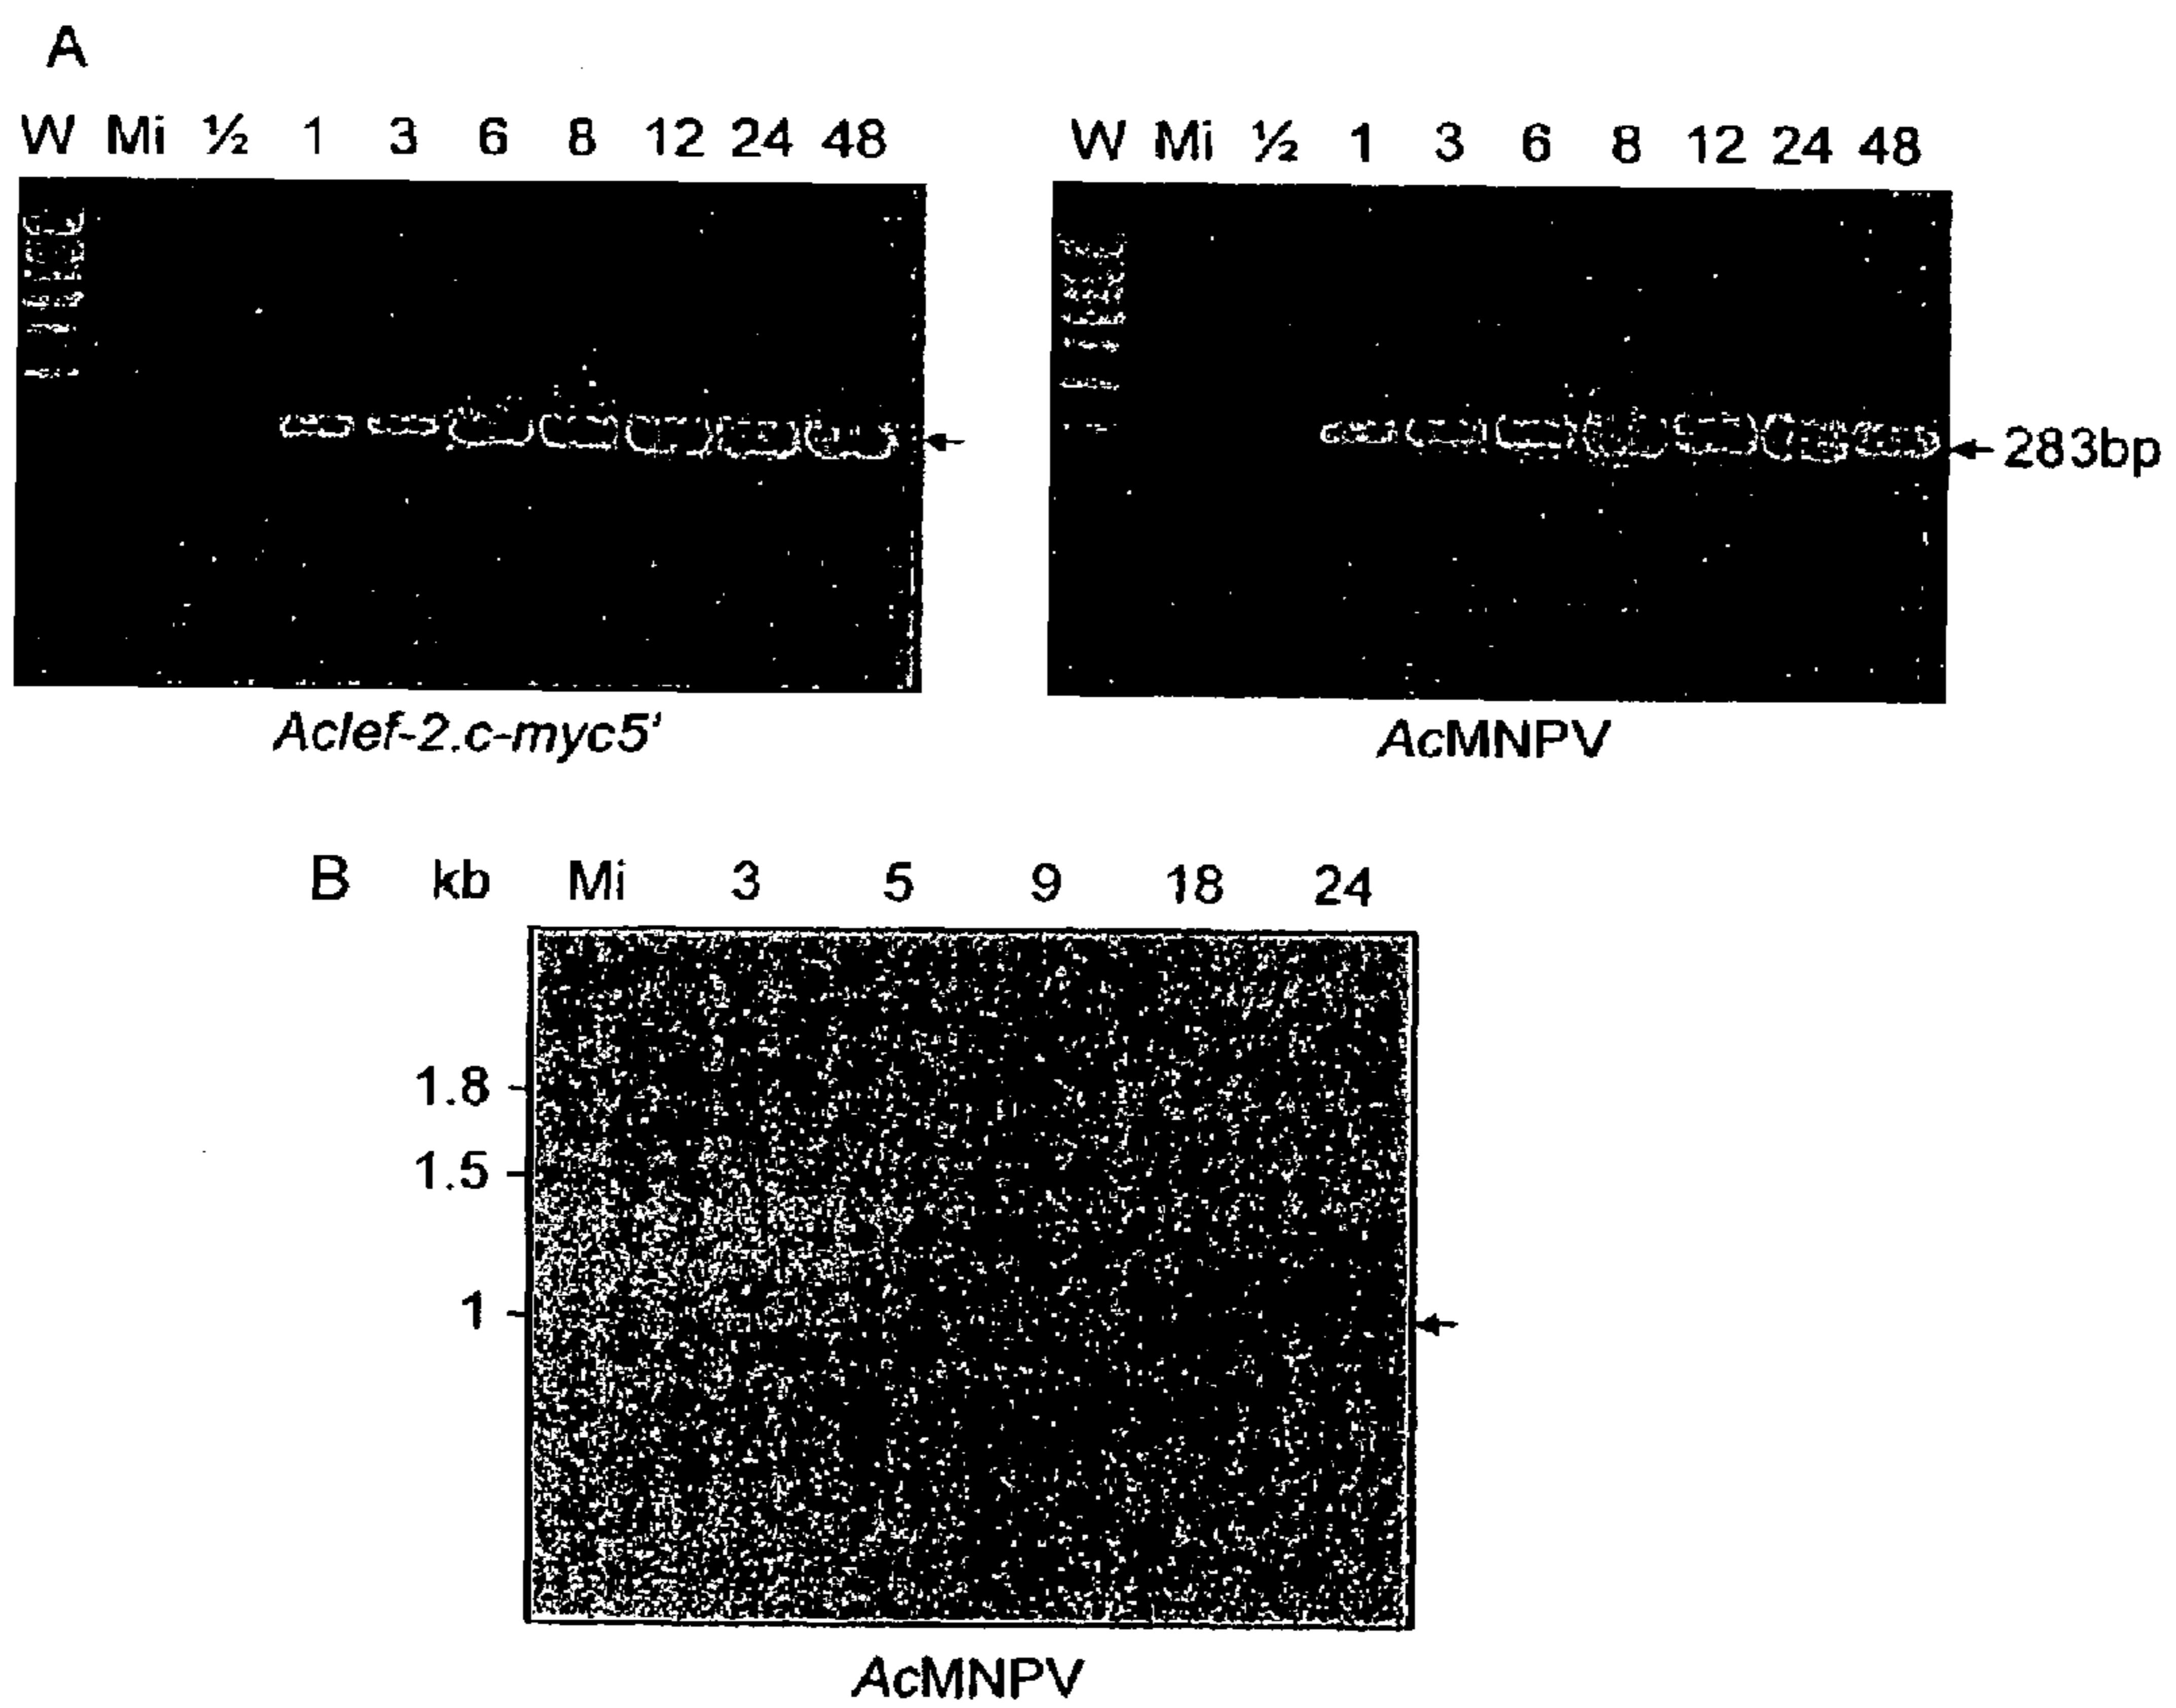 A
W Mi ½ 1 3 6 8 12 24 48
W Mi ½ 1 3 6 8 12 24 48
283bp
Aclef-2.c-myc5'
AcMNPV
B kb Mi 3 5 9 18 24
1.8
1.5
1
AcMNPV